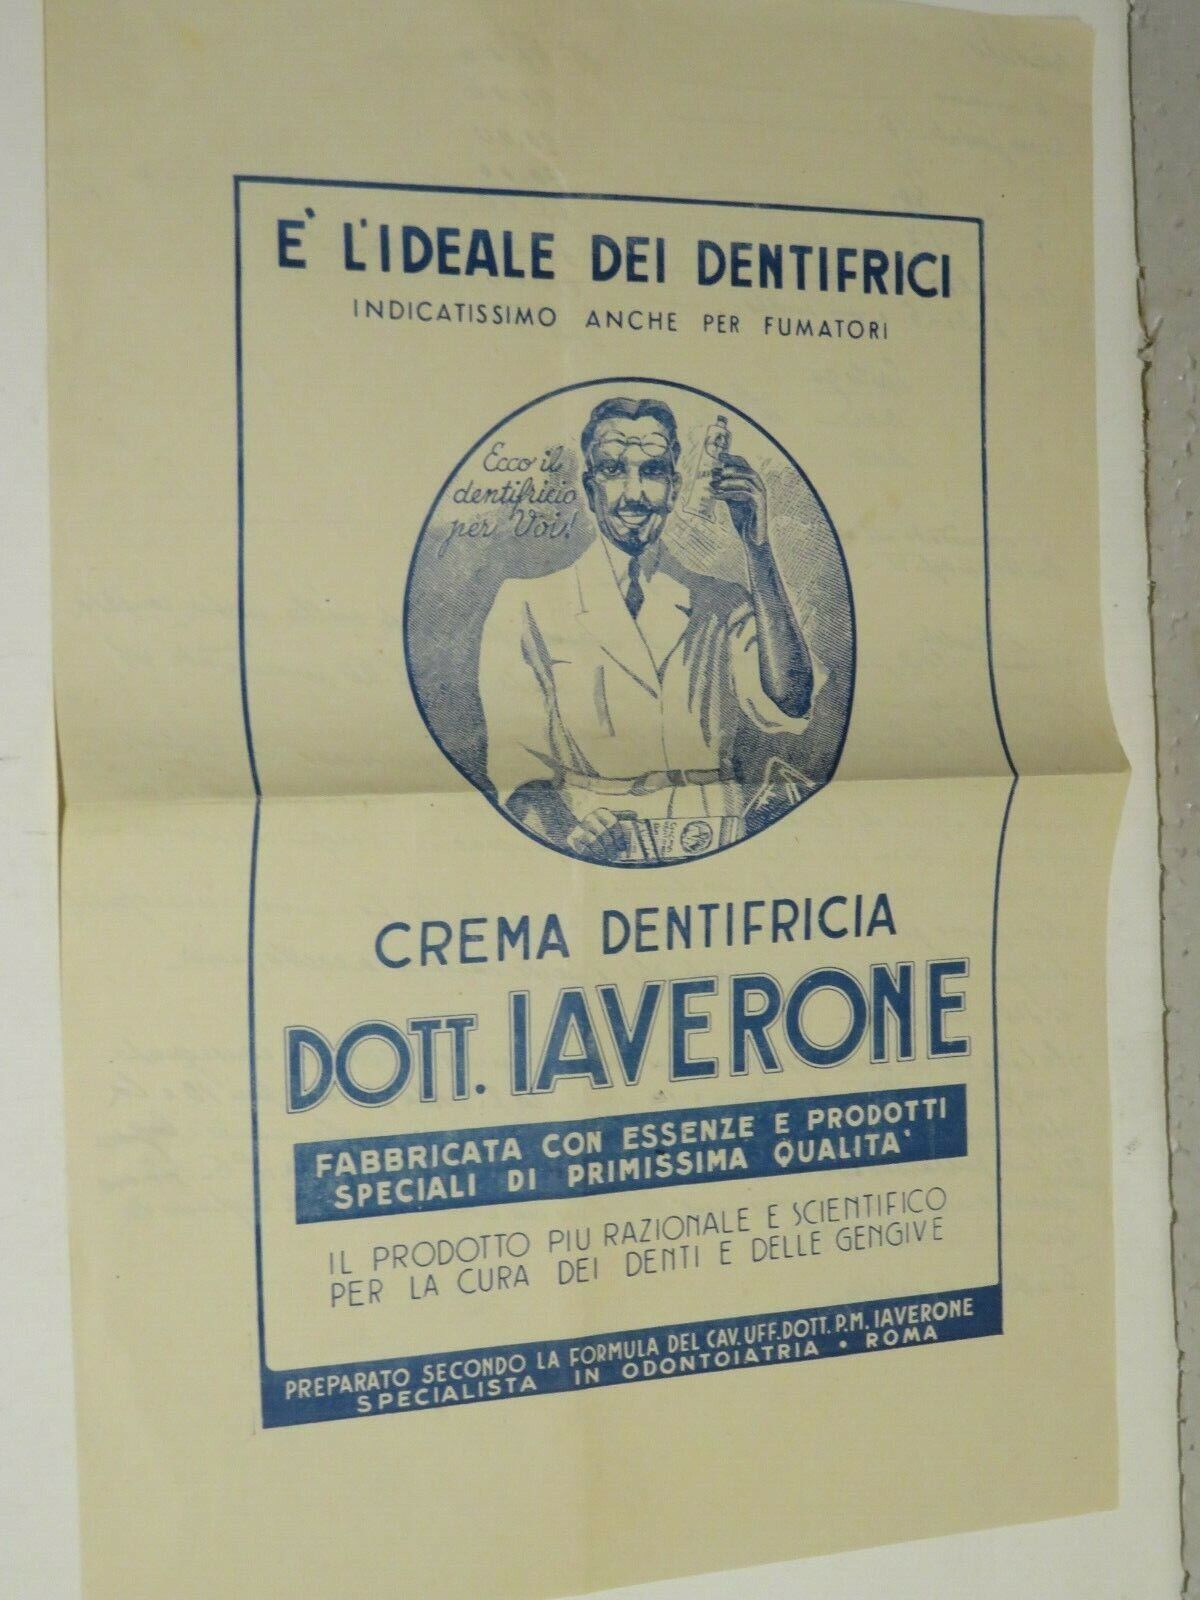 E' L'IDEALE DEI DENTIFRICI
INDICATISSIMO ANCHE PER FUMATORI
Ecco il
dentifricio
per Voi!
CREMA DENTIFRICIA
DOTT. IAVERONE
FABBRICATA CON ESSENZE E PRODOTTI
SPECIALI DI PRIMISSIMA QUALITA'
IL PRODOTTO PIU RAZIONALE E SCIENTIFICO
PER LA CURA DEI DENTI E DELLE GENGIVE
PREPARATO SECONDO LA FORMULA DEL CAV. UFF. DOTT. P.M. IAVERONE
SPECIALISTA IN ODONTOIATRIA • ROMA